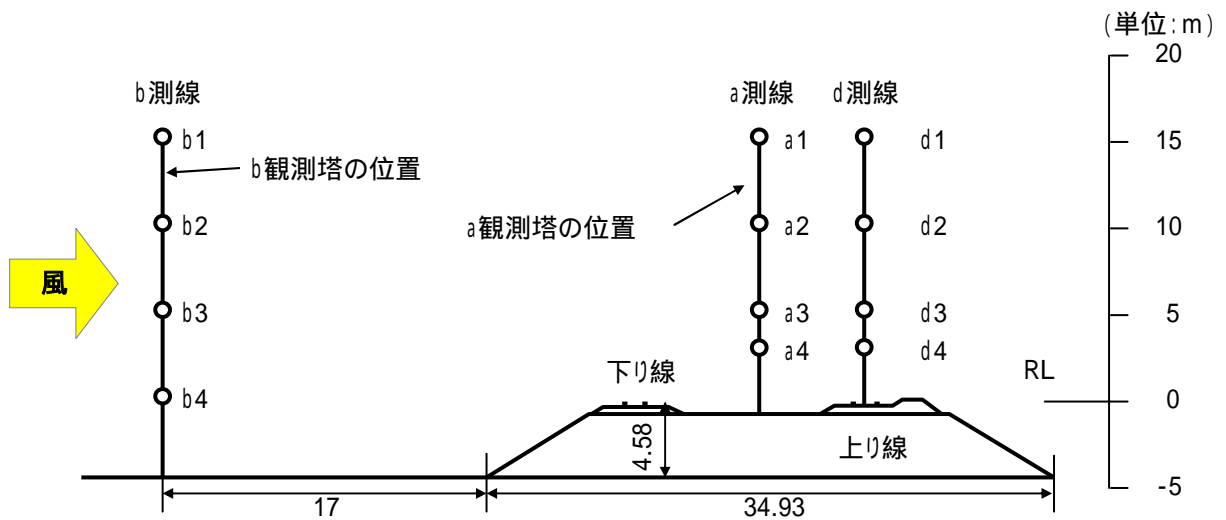 (単位:m)
20
b測線
a測線
d測線
b1
a1
d1
15
b観測塔の位置
b2
a観測塔の位置
a2
d2
10
風
b3
a3
d3
5
a4
d4
下り線
RL
b4
0
4.58
上り線
-5
17
34.93